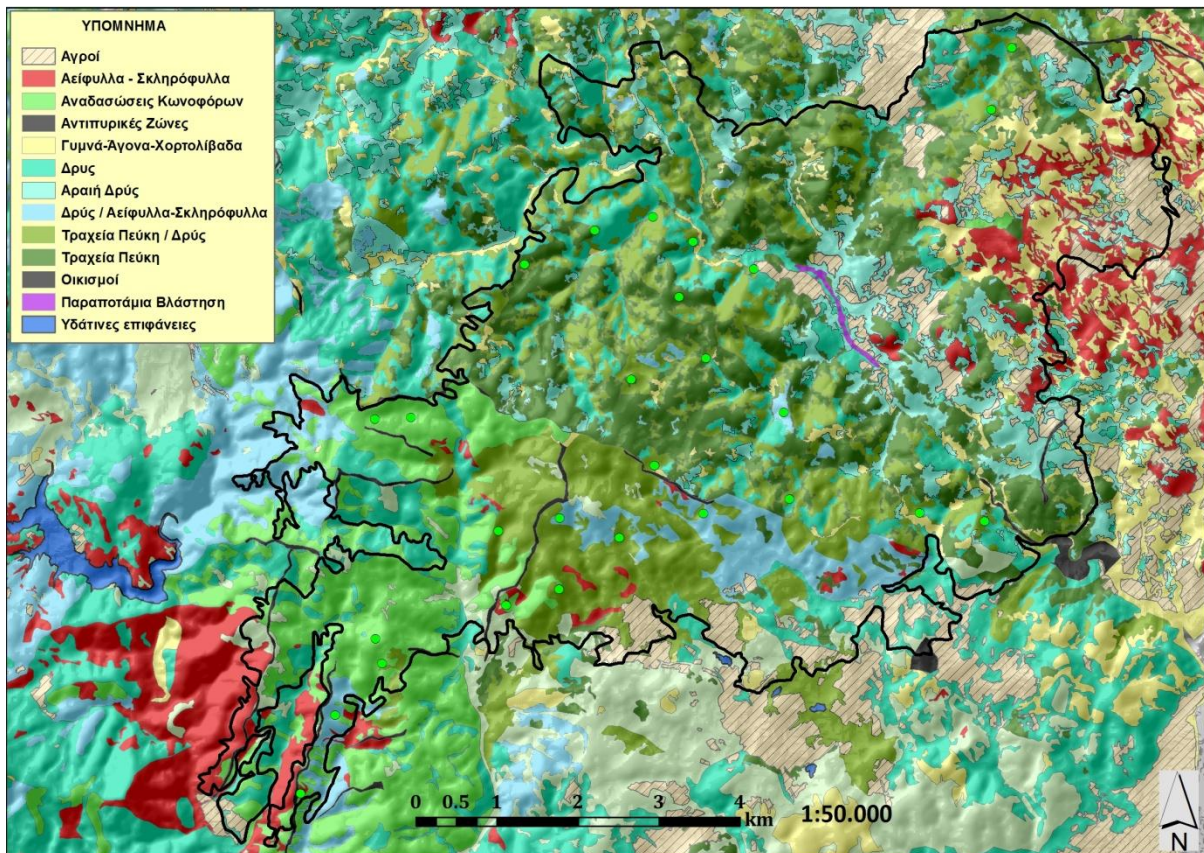 ΥΠΟΜΝΗΜΑ
Αγροί
Αείφυλλα - Σκληρόφυλλα
Αναδασώσεις Κωνοφόρων
Αντιπυρικές Ζώνες
Γυμνά-Άγονα-Χορτολίβαδα
Δρυς
Αραιή Δρύς
Δρύς / Αείφυλλα-Σκληρόφυλλα
Τραχεία Πεύκη / Δρύς
Τραχεία Πεύκη
Οικισμοί
Παραποτάμια Βλάστηση
Υδάτινες επιφάνειες
0 0.5 1 2 3 4
km
1:50.000
N